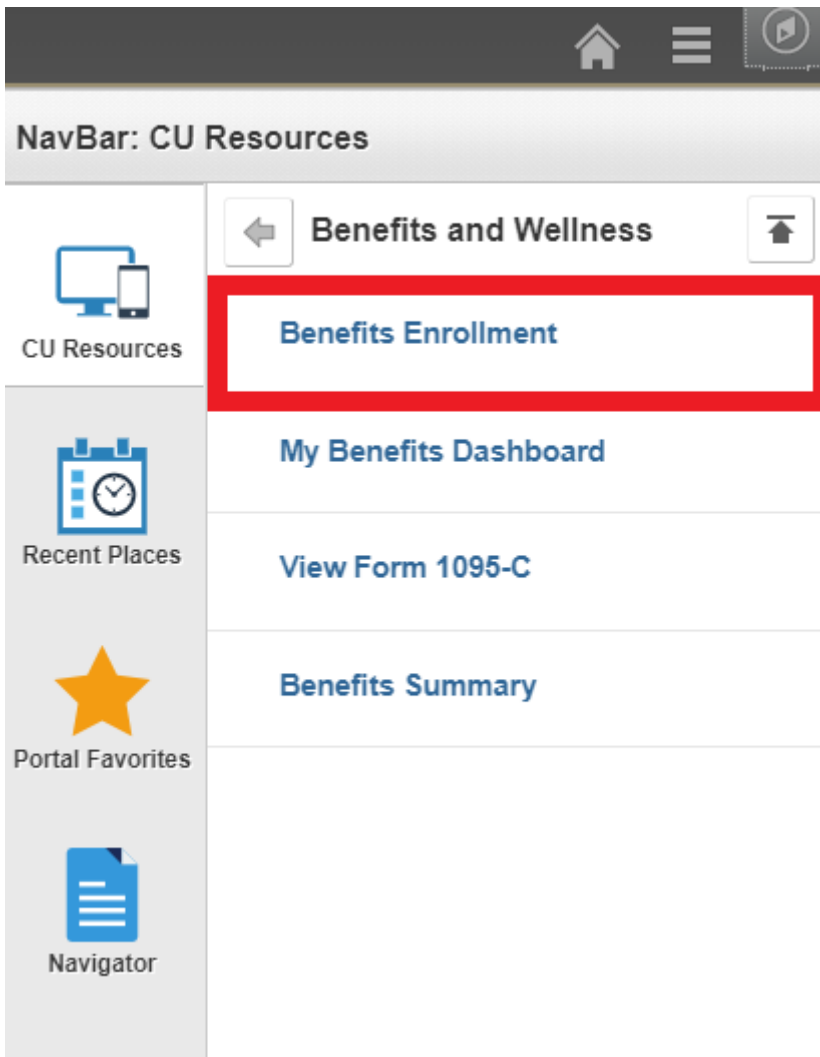 NavBar: CU Resources
CU Resources
Recent Places
Portal Favorites
Navigator
Benefits and Wellness
Benefits Enrollment
My Benefits Dashboard
View Form 1095-C
Benefits Summary